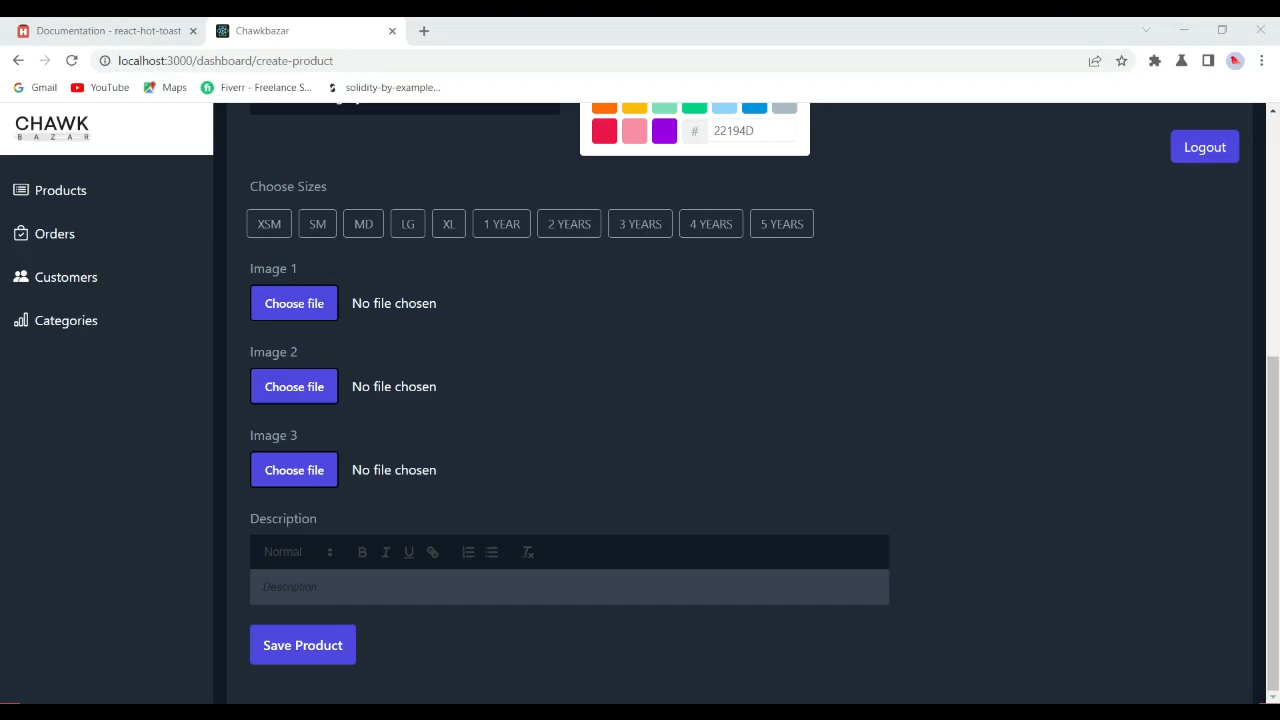 Documentation - react-hot-toast
Chawkbazar
localhost:3000/dashboard/create-product
Gmail
YouTube
Maps
Fiverr - Freelance S...
solidity-by-example...
CHAWK
BAZAR
# 22194D
Logout
Products
Orders
Customers
Categories
Choose Sizes
XSM SM MD LG XL 1 YEAR 2 YEARS 3 YEARS 4 YEARS 5 YEARS
Image 1
Choose file No file chosen
Image 2
Choose file No file chosen
Image 3
Choose file No file chosen
Description
Normal B I U
Description
Save Product